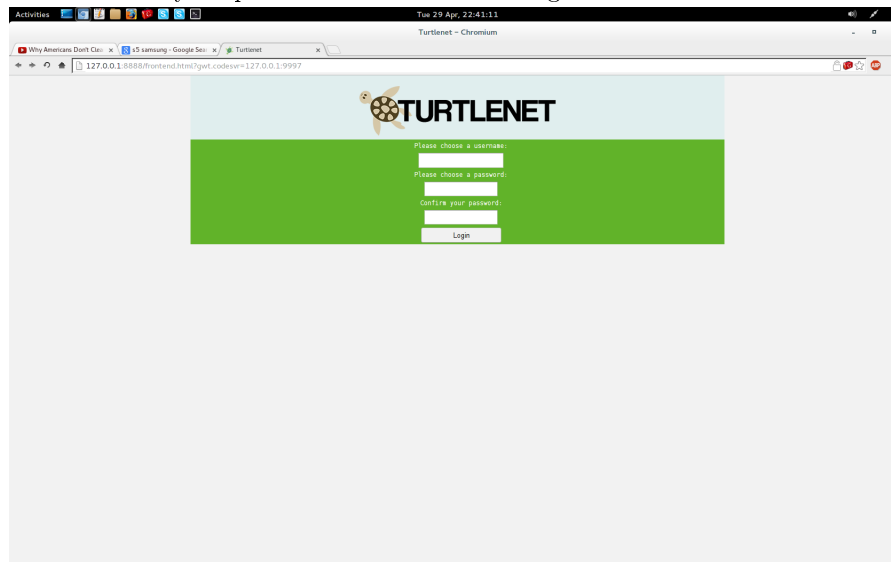 Activities
Tue 29 Apr, 22:41:11
Turtlenet – Chromium
Why Americans Don't Clea
s5 samsung - Google Sea
Turtlenet
127.0.0.1:8888/frontend.html?gwt.codesvr=127.0.0.1:9997
TURTLENET
Please choose a username:
Please choose a password:
Confirm your password:
Login